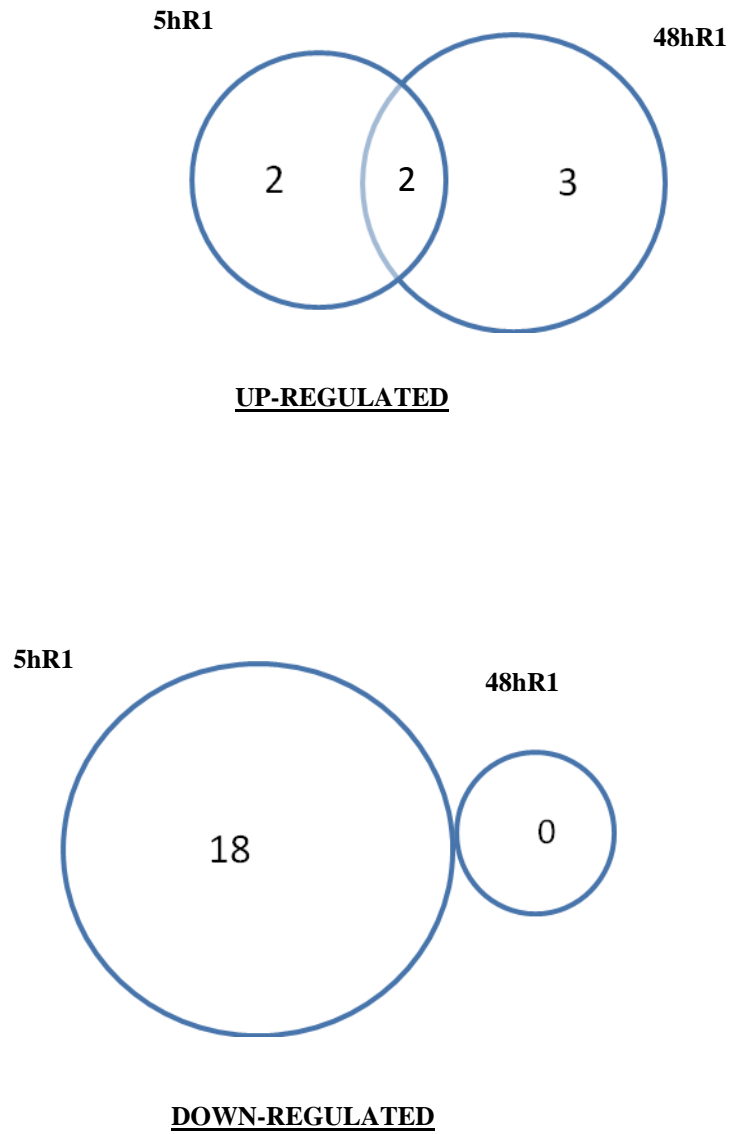 5hR1
48hR1
2 2 3
UP-REGULATED
5hR1
48hR1
18 0
DOWN-REGULATED